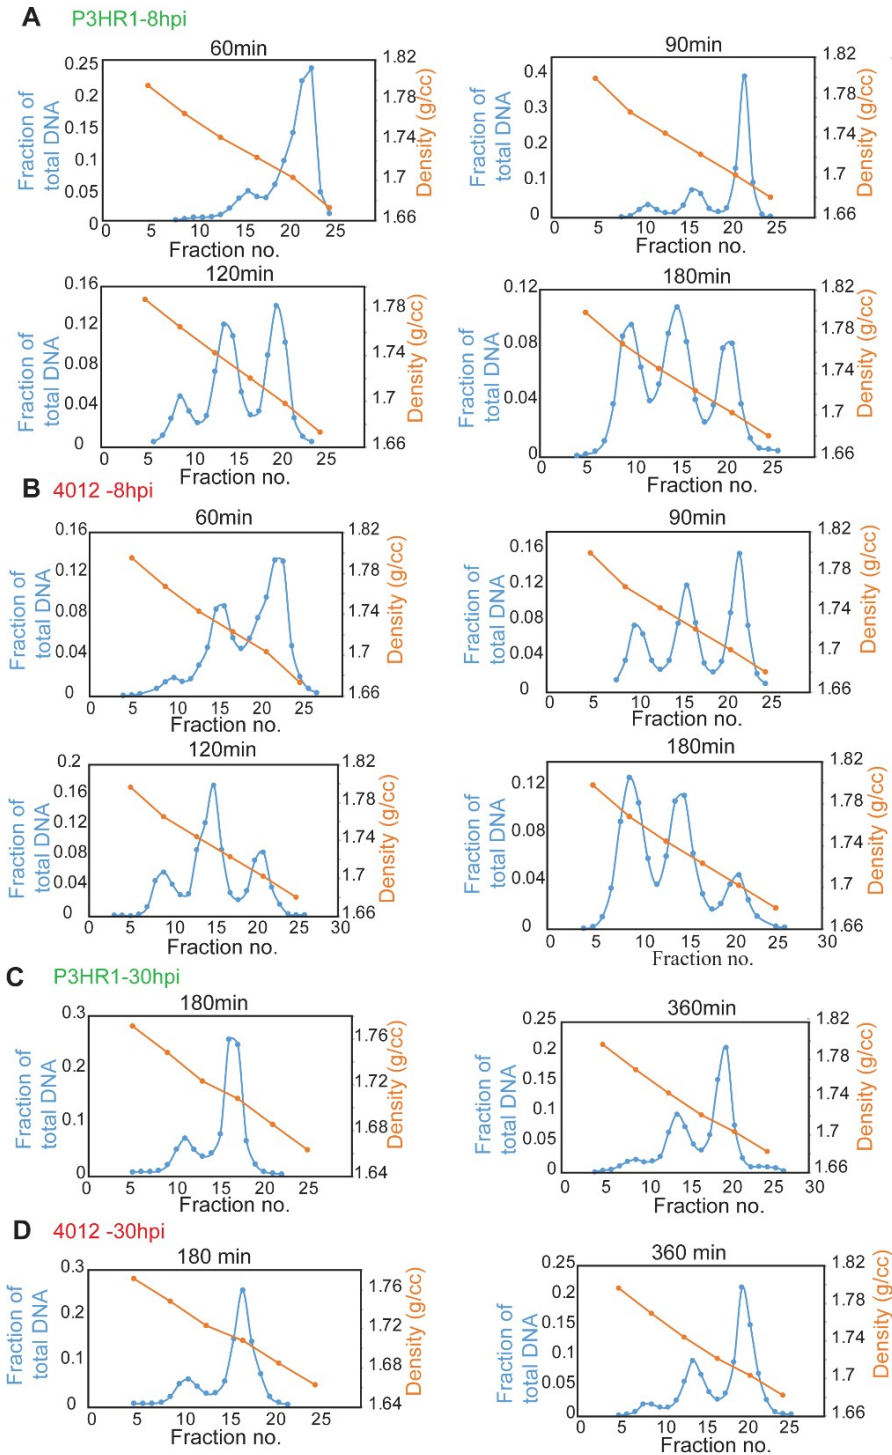 A P3HR1-8hpi
60min
Fraction of
total DNA
0.25
0.2
0.15
0.1
0.05
0
1.82
1.78
1.74
1.7
1.66
Density (g/cc)
0 5 10 15 20 25
Fraction no.
90min
Fraction of
total DNA
0.4
0.3
0.2
0.1
0
1.82
1.78
1.74
1.7
1.66
Density (g/cc)
0 5 10 15 20 25
Fraction no.
120min
Fraction of
total DNA
0.16
0.12
0.08
0.04
0
1.78
1.74
1.7
1.66
Density (g/cc)
0 5 10 15 20 25
Fraction no.
180min
Fraction of
total DNA
0.12
0.08
0.04
0
1.82
1.78
1.74
1.7
1.66
Density (g/cc)
0 5 10 15 20 25
Fraction no.
B 4012 -8hpi
60min
Fraction of
total DNA
0.16
0.12
0.08
0.04
0
1.82
1.78
1.74
1.7
1.66
Density (g/cc)
0 5 10 15 20 25
Fraction no.
90min
Fraction of
total DNA
0.16
0.12
0.08
0.04
0
1.82
1.78
1.74
1.7
1.66
Density (g/cc)
0 5 10 15 20 25
Fraction no.
120min
Fraction of
total DNA
0.2
0.16
0.12
0.08
0.04
0
1.82
1.78
1.74
1.7
1.66
Density (g/cc)
0 5 10 15 20 25 30
Fraction no.
180min
Fraction of
total DNA
0.12
0.08
0.04
0
1.82
1.78
1.74
1.7
1.66
Density (g/cc)
0 5 10 15 20 25 30
Fraction no.
C P3HR1-30hpi
180min
Fraction of
total DNA
0.3
0.2
0.1
0
1.76
1.72
1.68
1.64
Density (g/cc)
0 5 10 15 20 25
Fraction no.
360min
Fraction of
total DNA
0.25
0.2
0.15
0.1
0.05
0
1.82
1.78
1.74
1.7
1.66
Density (g/cc)
0 5 10 15 20 25 30
Fraction no.
D 4012 -30hpi
180 min
Fraction of
total DNA
0.3
0.2
0.1
0
1.76
1.72
1.68
1.64
Density (g/cc)
0 5 10 15 20 25
Fraction no.
360 min
Fraction of
total DNA
0.25
0.2
0.15
0.1
0.05
0
1.82
1.78
1.74
1.7
1.66
Density (g/cc)
0 5 10 15 20 25
Fraction no.